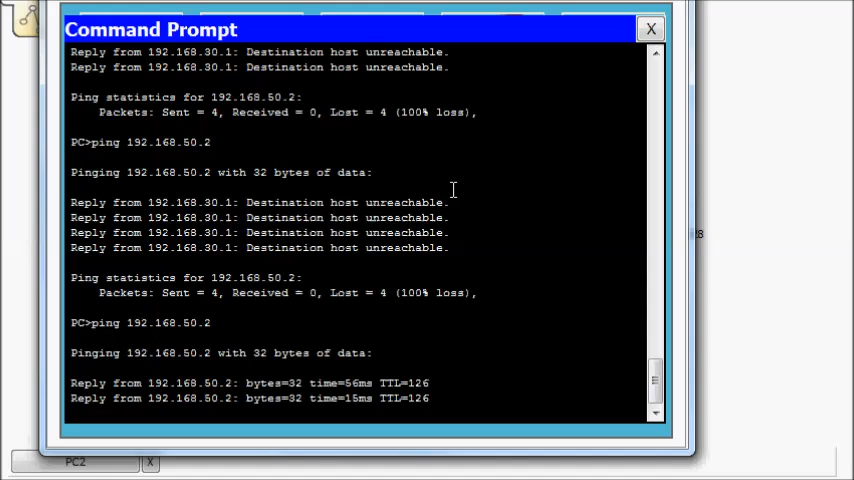 Command Prompt
X
Reply from 192.168.30.1: Destination host unreachable.
Reply from 192.168.30.1: Destination host unreachable.
Ping statistics for 192.168.50.2:
Packets: Sent = 4, Received = 0, Lost = 4 (100% loss),
PC>ping 192.168.50.2
Pinging 192.168.50.2 with 32 bytes of data:
Reply from 192.168.30.1: Destination host unreachable.
Reply from 192.168.30.1: Destination host unreachable.
Reply from 192.168.30.1: Destination host unreachable.
Reply from 192.168.30.1: Destination host unreachable.
Ping statistics for 192.168.50.2:
Packets: Sent = 4, Received = 0, Lost = 4 (100% loss),
PC>ping 192.168.50.2
Pinging 192.168.50.2 with 32 bytes of data:
Reply from 192.168.50.2: bytes=32 time=56ms TTL=126
Reply from 192.168.50.2: bytes=32 time=15ms TTL=126
PC2
X